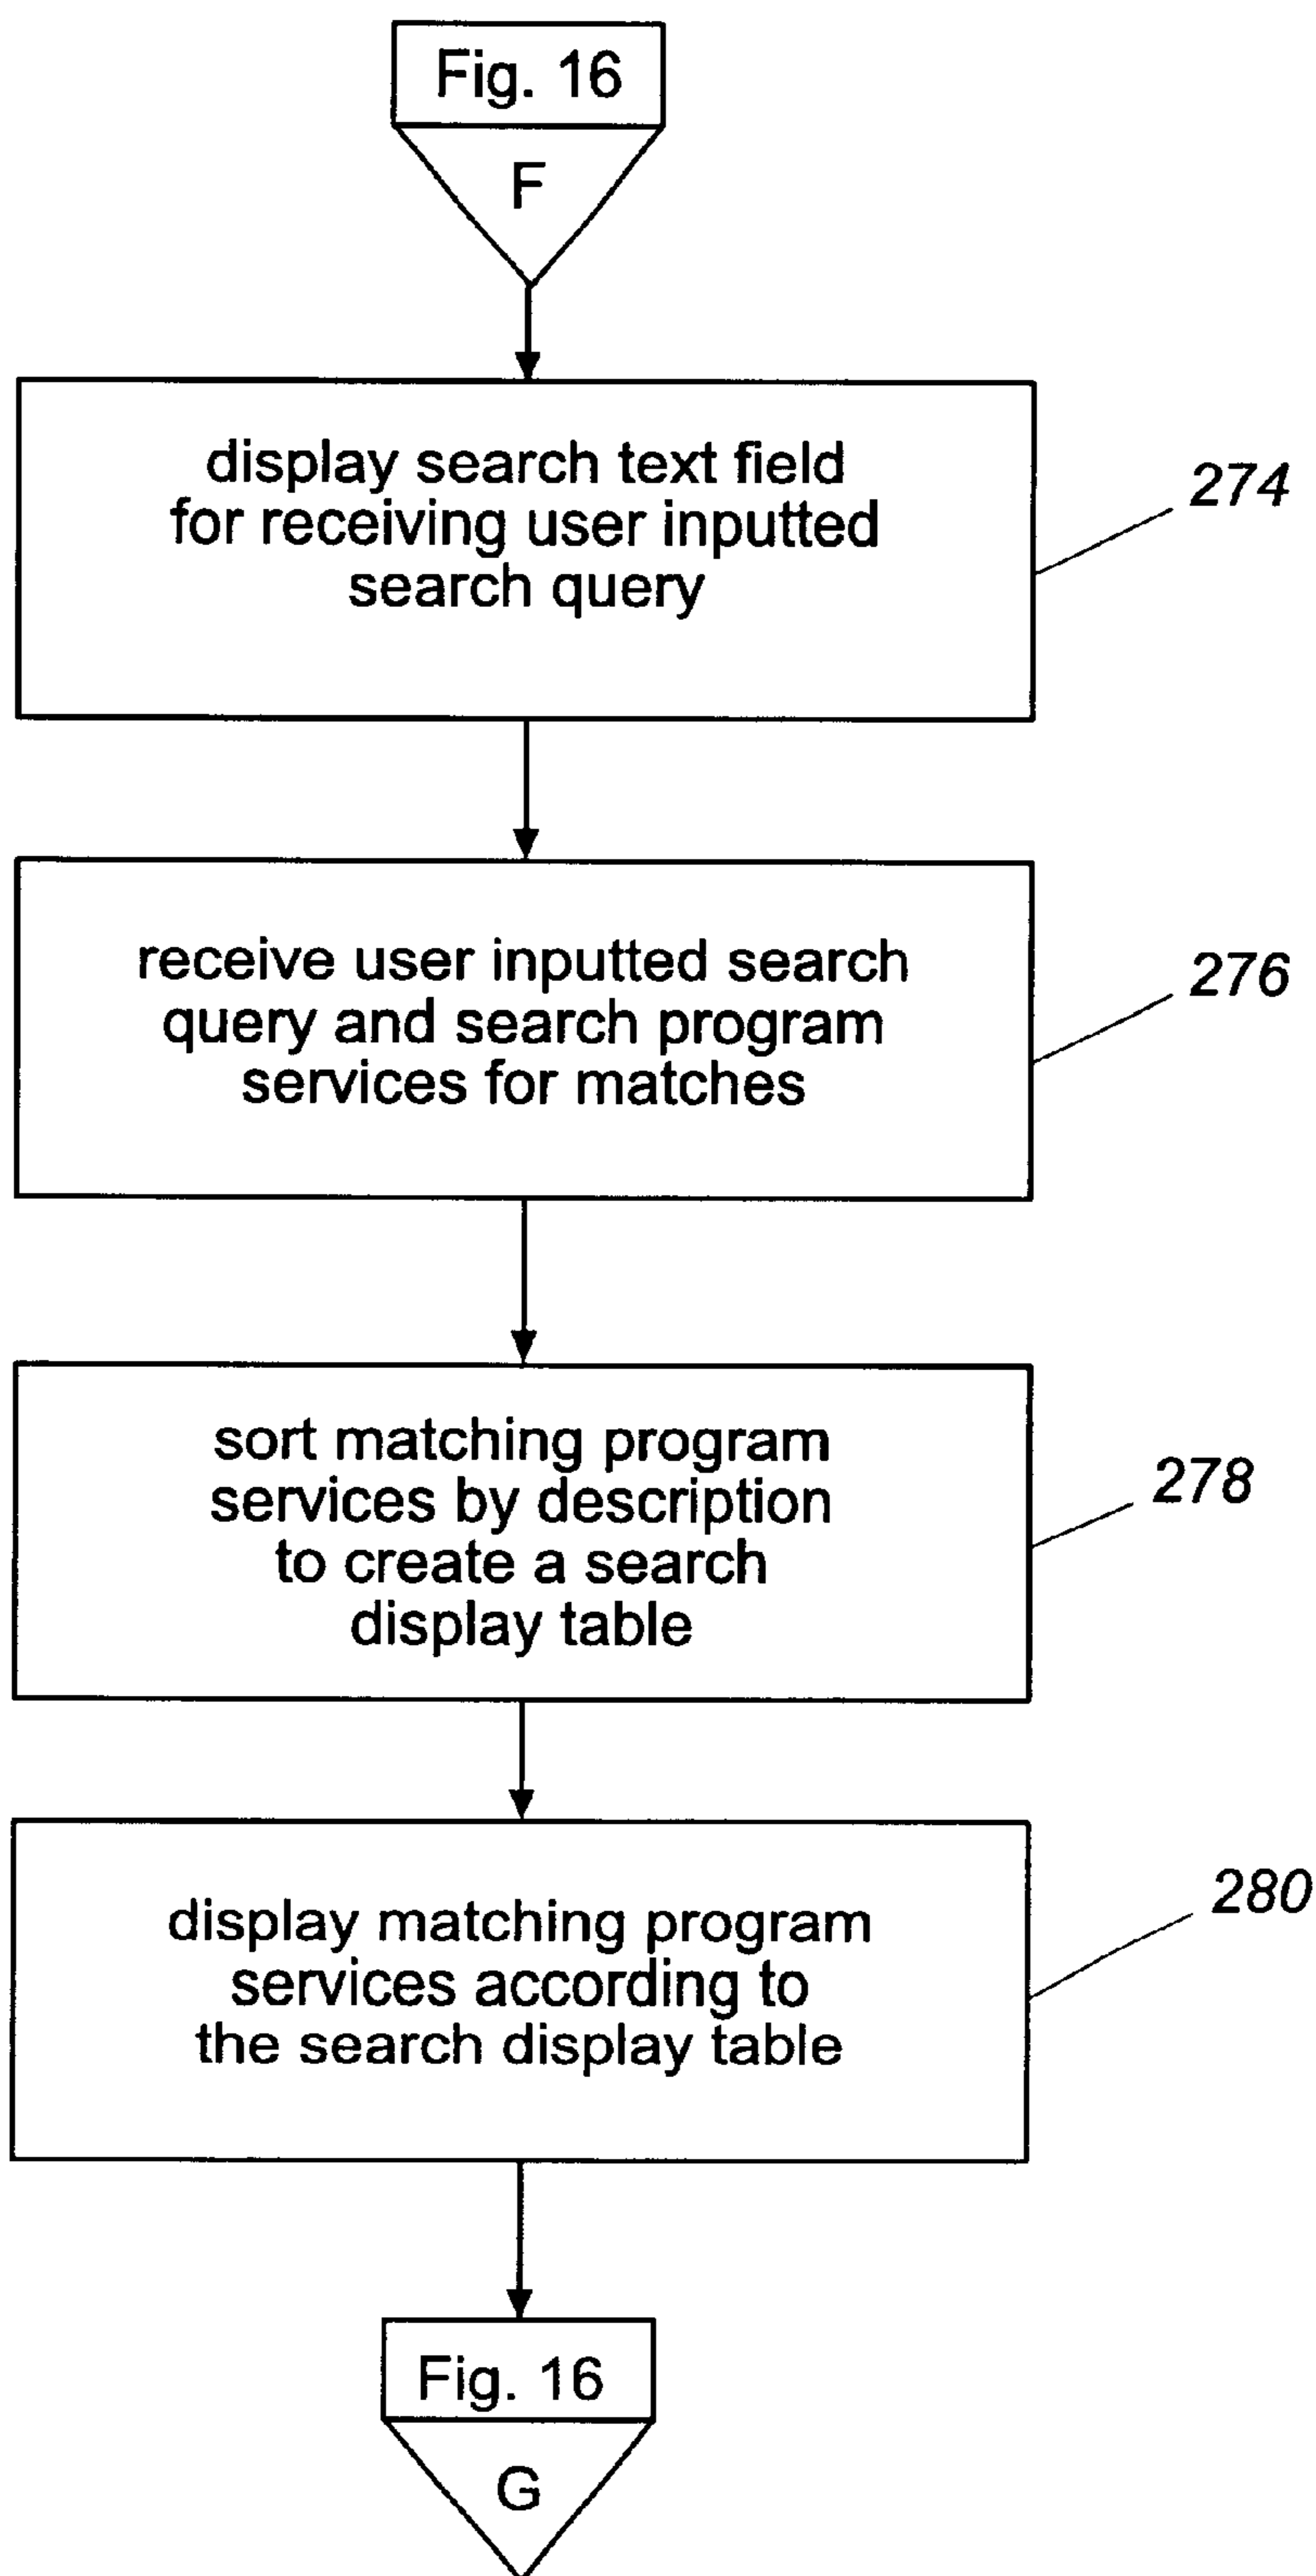 Fig. 16
F
display search text field
for receiving user inputted
search query
274
receive user inputted search
query and search program
services for matches
276
sort matching program
services by description
to create a search
display table
278
display matching program
services according to
the search display table
280
Fig. 16
G